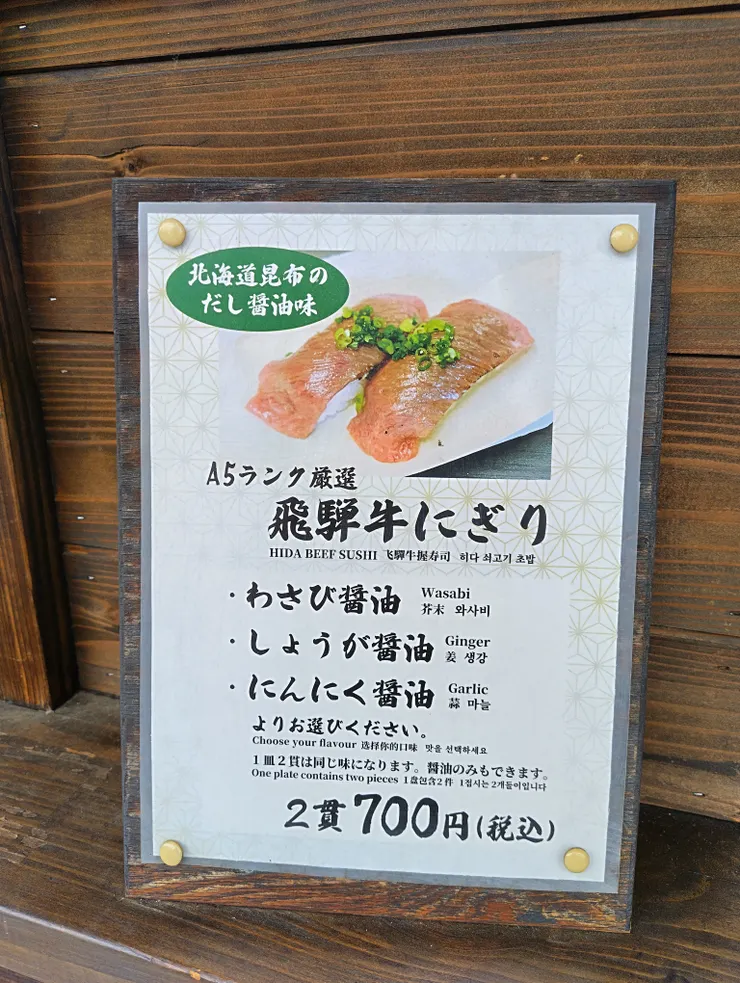 北海道昆布の
だし醤油味
A5ランク厳選
飛騨牛にぎり
HIDA BEEF SUSHI 飞騨牛握寿司 히다 쇠고기 초밥
・わさび醤油 Wasabi
芥末 와사비
・しょうが醤油 Ginger
姜 생강
・にんにく醤油 Garlic
蒜 마늘
よりお選びください。
Choose your flavour 选择你的口味 맛을 선택하세요
1皿2貫は同じ味になります。醤油のみもできます。
One plate contains two pieces 1盘包含2件 1접시는 2개들이입니다
2貫 700円(税込)